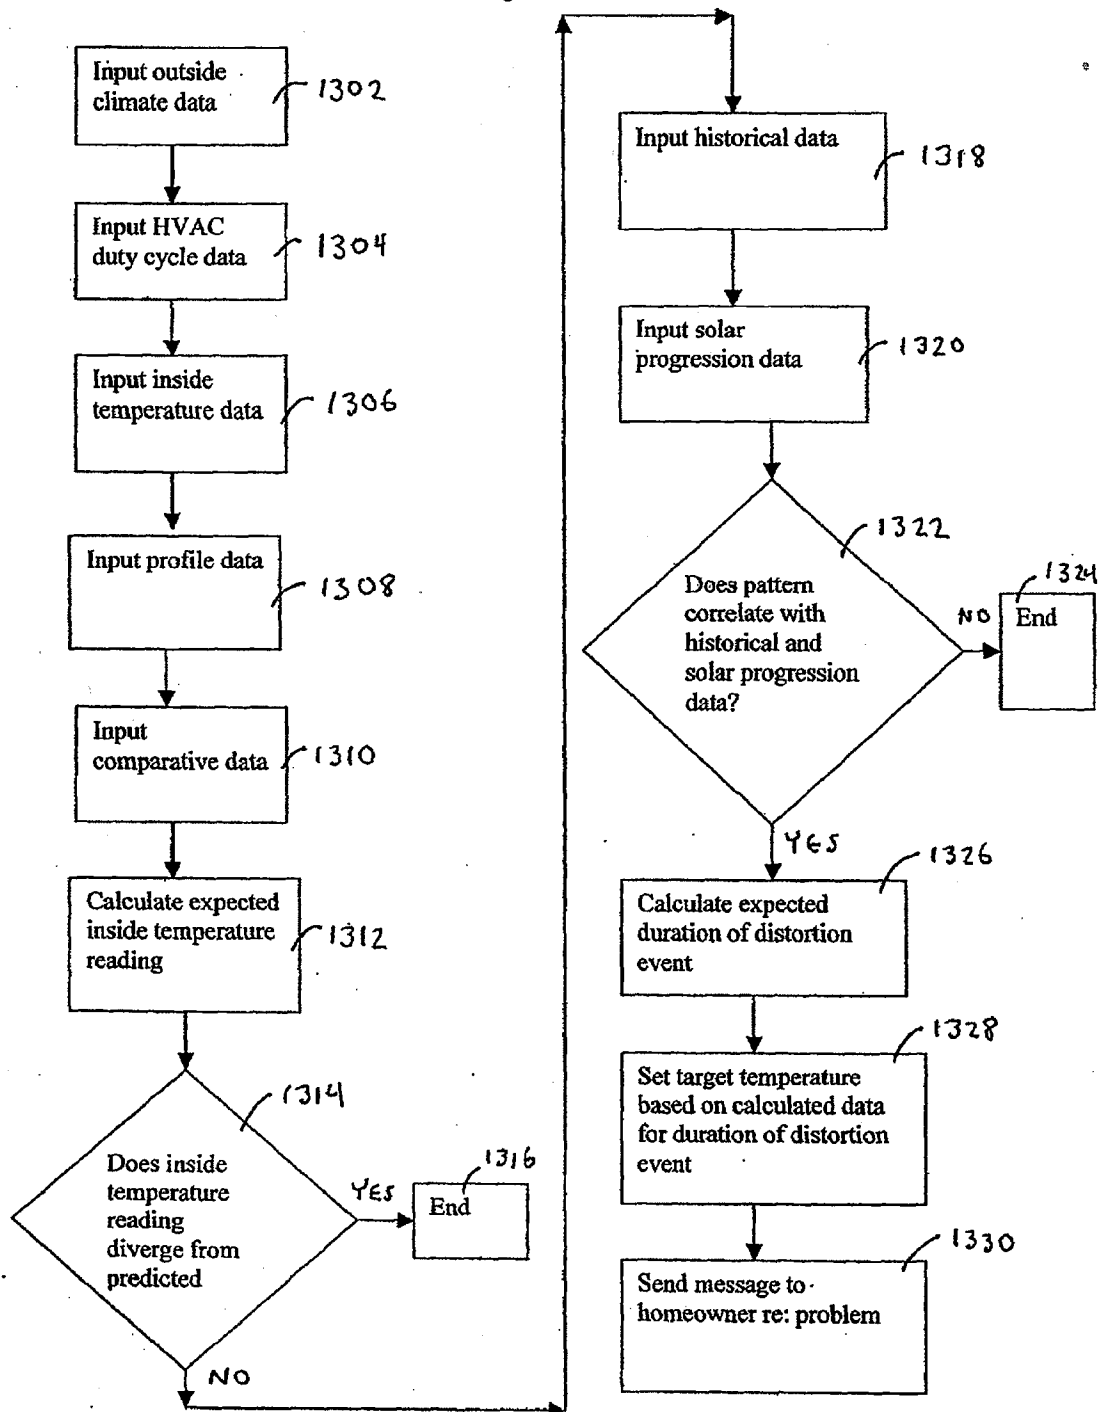 Input outside
climate data
1302
Input HVAC
duty cycle data
1304
Input inside
temperature data
1306
Input profile data
1308
Input
comparative data
1310
Calculate expected
inside temperature
reading
1312
1314
Does inside
temperature
reading
diverge from
predicted
YES
1316
End
NO
Input historical data
1318
Input solar
progression data
1320
1322
Does pattern
correlate with
historical and
solar progression
data?
NO
1324
End
YES
1326
Calculate expected
duration of distortion
event
1328
Set target temperature
based on calculated data
for duration of distortion
event
1330
Send message to
homeowner re: problem